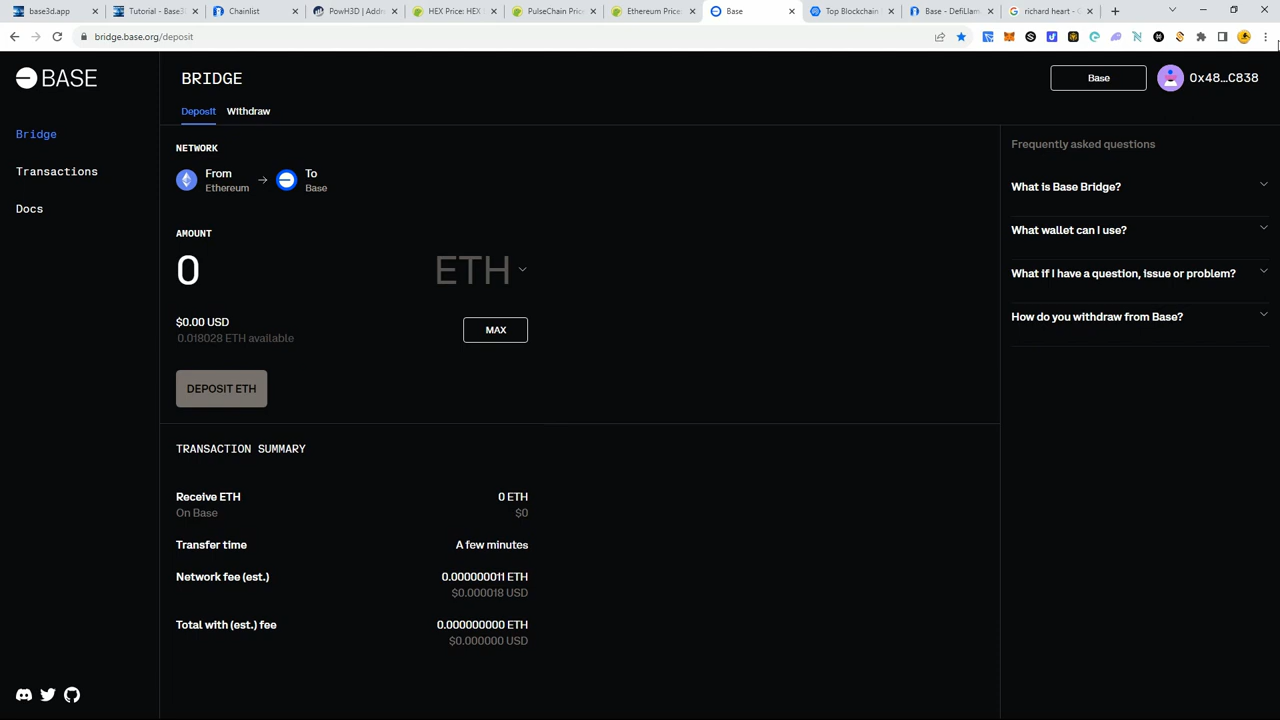 base3d.app
Tutorial - Base3
Chainlist
PowH3D | Addre
HEX Price: HEX
PulseChain Price
Ethereum Price:
Base
Top Blockchain
Base - DefiLlam
richard heart - G
bridge.base.org/deposit
BASE
BRIDGE
Base
0x48...C838
Deposit
Withdraw
Bridge
Transactions
Docs
NETWORK
From
Ethereum
To
Base
AMOUNT
0
ETH
$0.00 USD
0.018028 ETH available
MAX
DEPOSIT ETH
TRANSACTION SUMMARY
Receive ETH
0 ETH
On Base
$0
Transfer time
A few minutes
Network fee (est.)
0.000000011 ETH
$0.000018 USD
Total with (est.) fee
0.000000000 ETH
$0.000000 USD
Frequently asked questions
What is Base Bridge?
What wallet can I use?
What if I have a question, issue or problem?
How do you withdraw from Base?